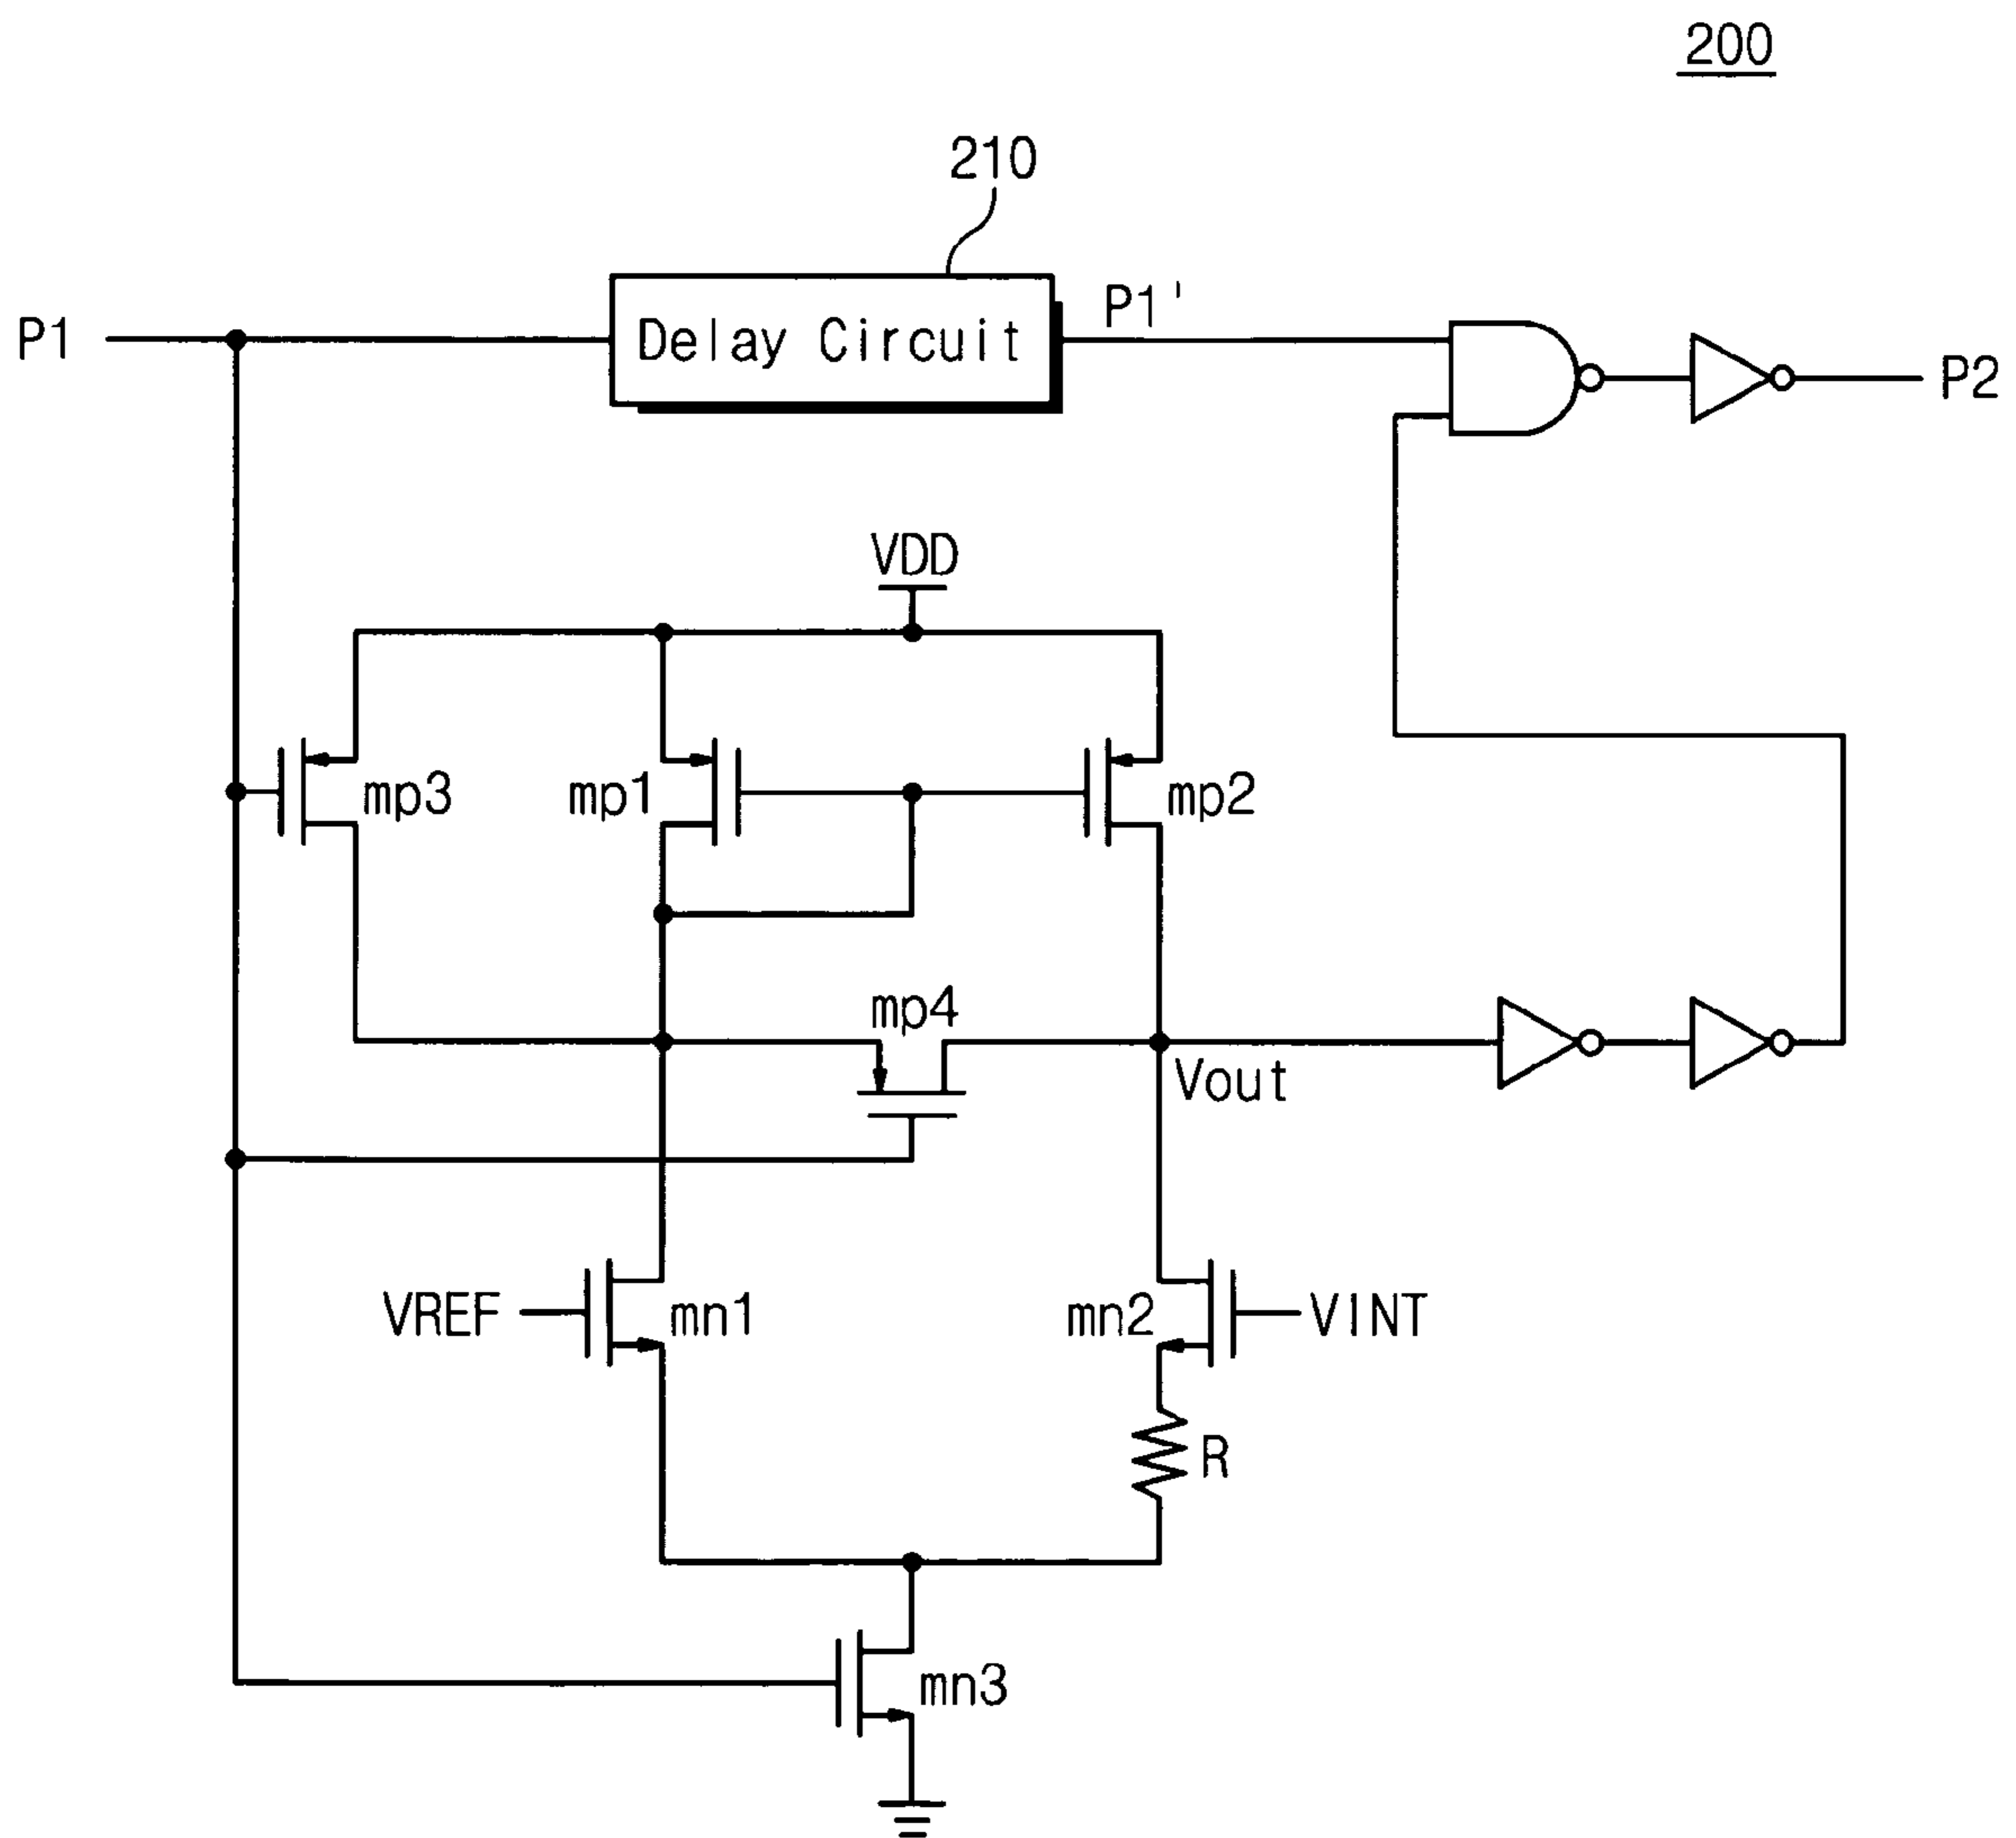 200
210
P1
Delay Circuit
P1'
P2
VDD
mp3
mp1
mp2
mp4
Vout
VREF
mn1
mn2
VINT
R
mn3